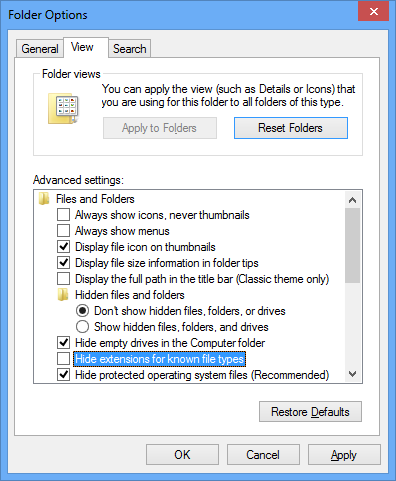 Folder Options
General
View
Search
Folder views
You can apply the view (such as Details or Icons) that
you are using for this folder to all folders of this type.
Apply to Folders
Reset Folders
Advanced settings:
Files and Folders
Always show icons, never thumbnails
Always show menus
Display file icon on thumbnails
Display file size information in folder tips
Display the full path in the title bar (Classic theme only)
Hidden files and folders
Don't show hidden files, folders, or drives
Show hidden files, folders, and drives
Hide empty drives in the Computer folder
Hide extensions for known file types
Hide protected operating system files (Recommended)
Restore Defaults
OK
Cancel
Apply